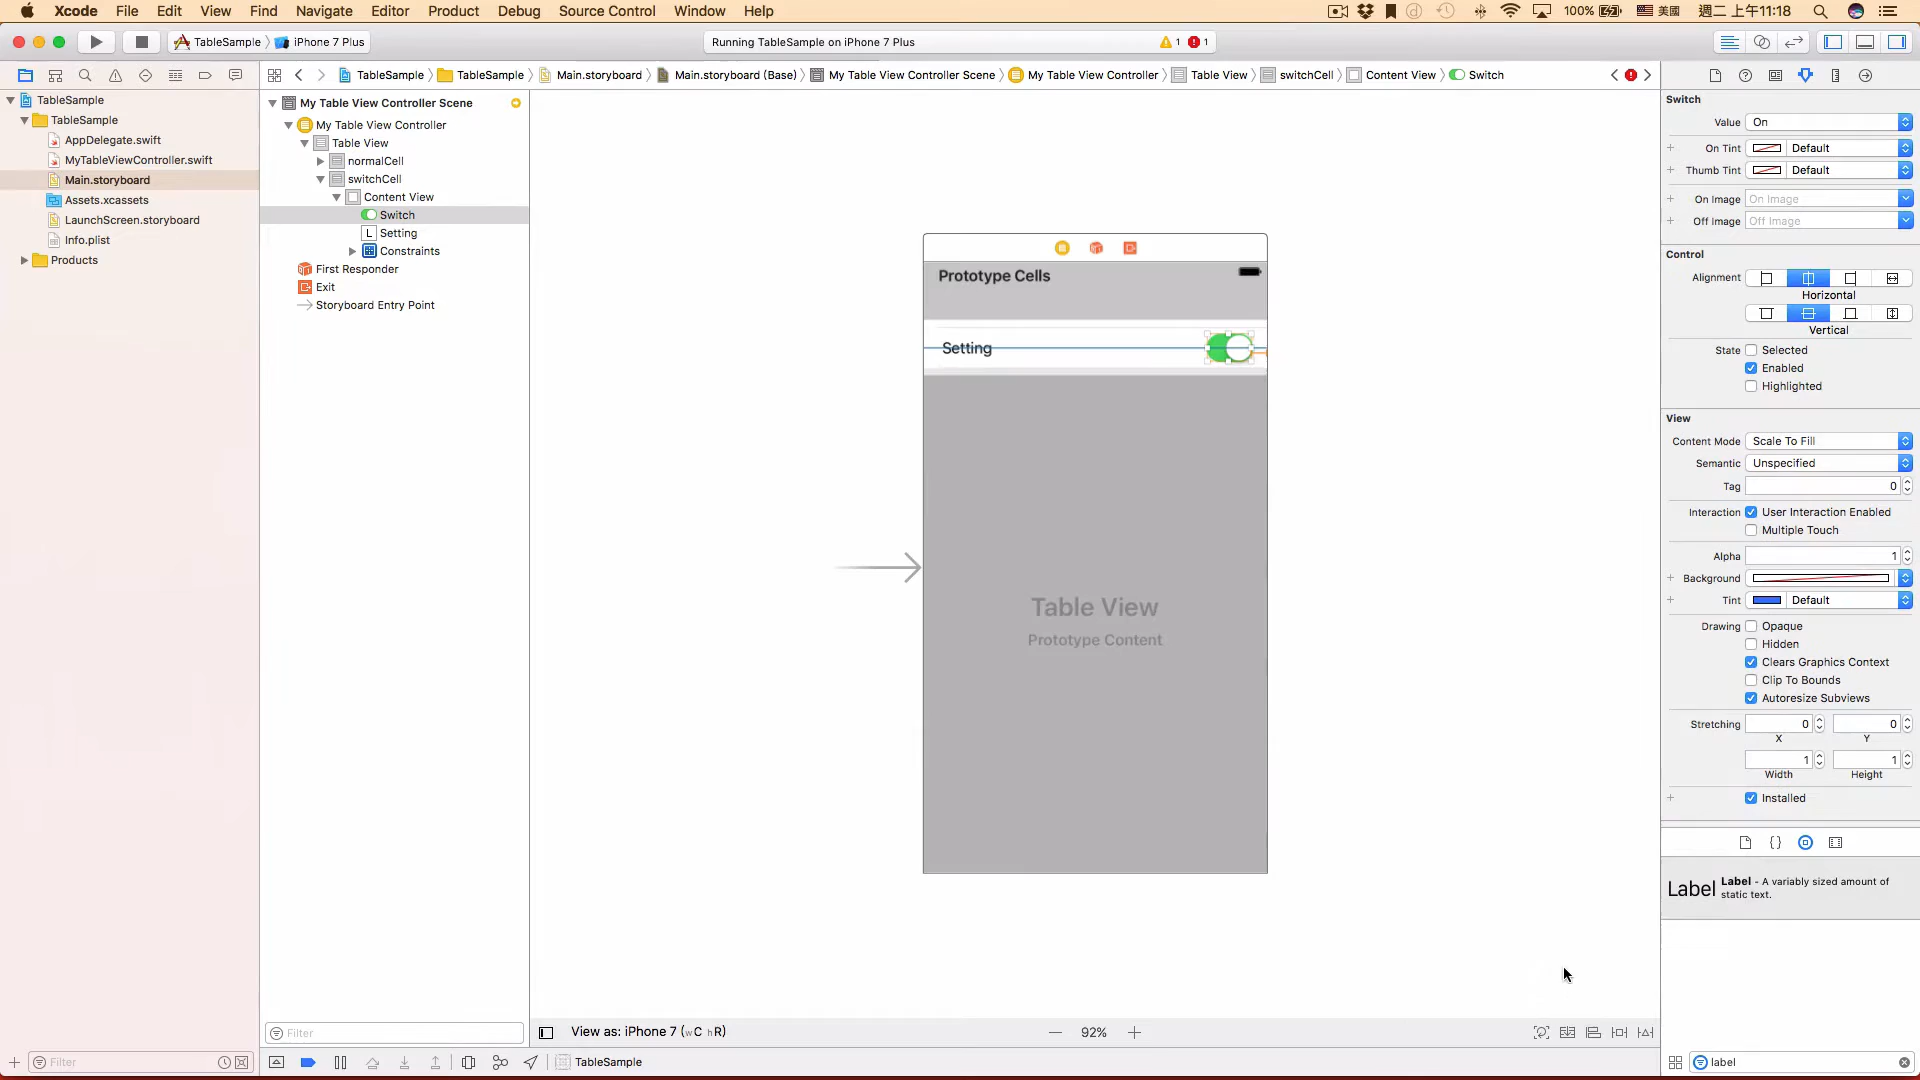 Xcode File Edit View Find Navigate Editor Product Debug Source Control Window Help 100% 美國 週二 上午11:18
TableSample iPhone 7 Plus Running TableSample on iPhone 7 Plus 1 1
TableSample TableSample Main.storyboard Main.storyboard (Base) My Table View Controller Scene My Table View Controller Table View switchCell Content View Switch
TableSample
TableSample
AppDelegate.swift
MyTableViewController.swift
Main.storyboard
Assets.xcassets
LaunchScreen.storyboard
Info.plist
Products
Filter
My Table View Controller Scene
My Table View Controller
Table View
normalCell
switchCell
Content View
Switch
L Setting
Constraints
First Responder
Exit
Storyboard Entry Point
Filter
Prototype Cells
Setting
Table View
Prototype Content
View as: iPhone 7 (wC hR) 92%
TableSample
Switch
Value On
On Tint Default
Thumb Tint Default
On Image On Image
Off Image Off Image
Control
Alignment
Horizontal
Vertical
State Selected
Enabled
Highlighted
View
Content Mode Scale To Fill
Semantic Unspecified
Tag 0
Interaction User Interaction Enabled
Multiple Touch
Alpha 1
Background
Tint Default
Drawing Opaque
Hidden
Clears Graphics Context
Clip To Bounds
Autoresize Subviews
Stretching 0 0
X Y
1 1
Width Height
Installed
Label Label - A variably sized amount of
static text.
label